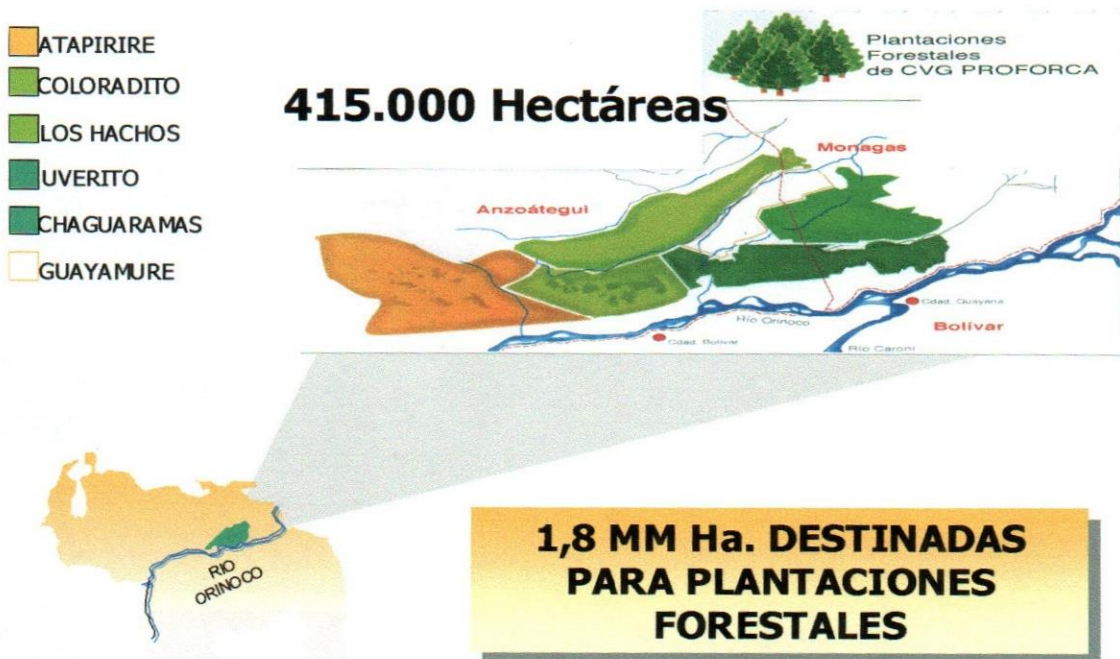 ATAPIRIRE
COLORADITO
LOS HACHOS
UVERITO
CHAGUARAMAS
GUAYAMURE
415.000 Hectáreas
Plantaciones
Forestales
de CVG PROFORCA
Monagas
Anzoátegui
Cdad. Guayana
Río Orinoco
Bolívar
Cdad. Bolívar
Río Caroní
RIO
ORINOCO
1,8 MM Ha. DESTINADAS
PARA PLANTACIONES
FORESTALES